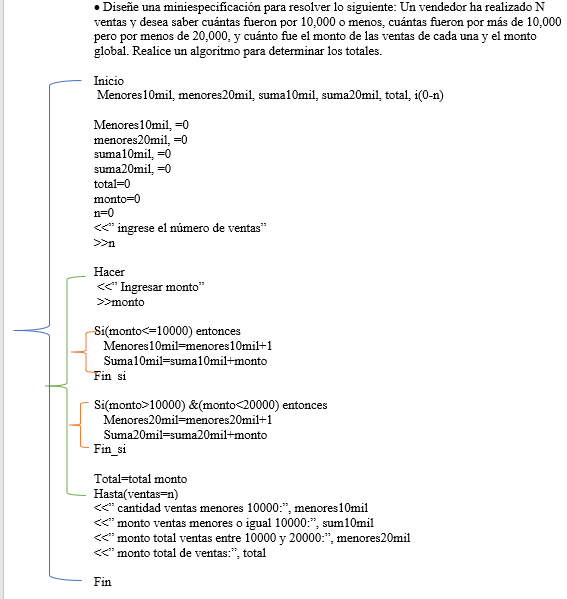 • Diseñe una miniespecificación para resolver lo siguiente: Un vendedor ha realizado N
ventas y desea saber cuántas fueron por 10,000 o menos, cuántas fueron por más de 10,000
pero por menos de 20,000, y cuánto fue el monto de las ventas de cada una y el monto
global. Realice un algoritmo para determinar los totales.
Inicio
Menores10mil, menores20mil, suma10mil, suma20mil, total, i(0-n)
Menores10mil, =0
menores20mil, =0
suma10mil, =0
suma20mil, =0
total=0
monto=0
n=0
<<” ingrese el número de ventas”
>>n
Hacer
<<” Ingresar monto”
>>monto
Si(monto<=10000) entonces
Menores10mil=menores10mil+1
Suma10mil=suma10mil+monto
Fin_si
Si(monto>10000) &(monto<20000) entonces
Menores20mil=menores20mil+1
Suma20mil=suma20mil+monto
Fin_si
Total=total monto
Hasta(ventas=n)
<<” cantidad ventas menores 10000:”, menores10mil
<<” monto ventas menores o igual 10000:”, sum10mil
<<” monto total ventas entre 10000 y 20000:”, menores20mil
<<” monto total de ventas:”, total
Fin